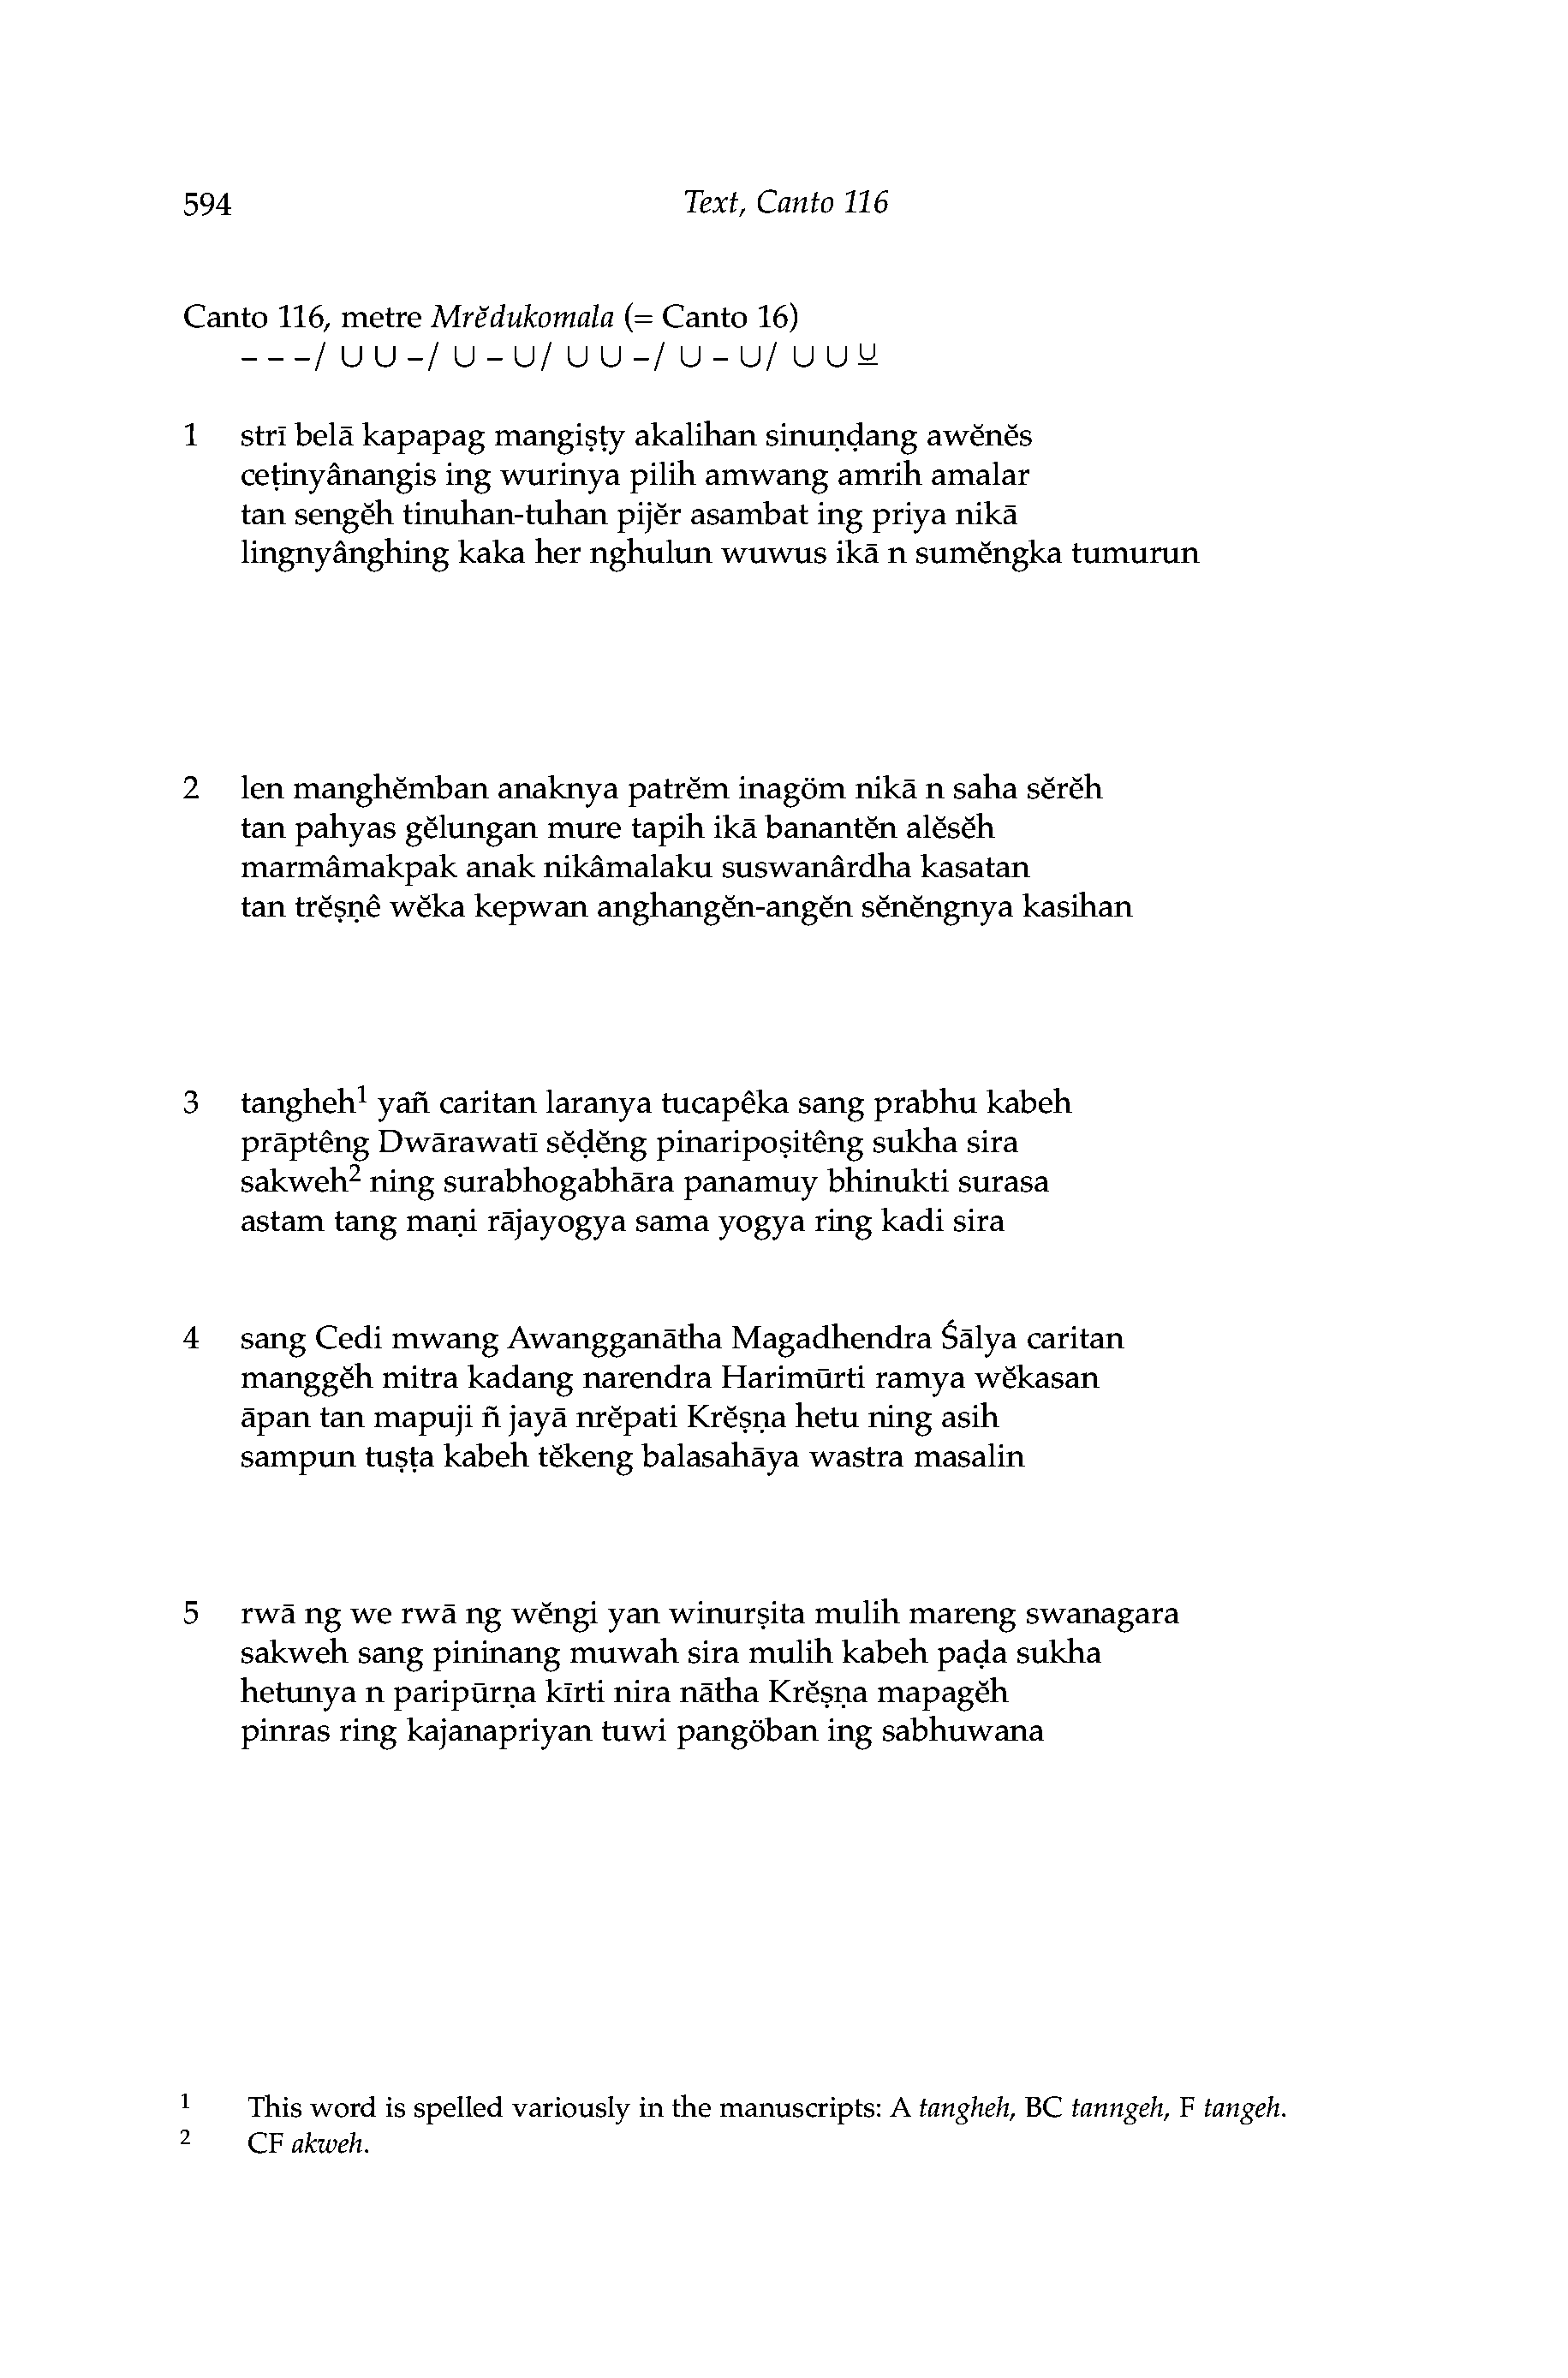 594 Text, Canto 116
Canto 116, metre Mrĕdukomala (= Canto 16)
– – –/ ∪ ∪ –/ ∪ – ∪/ ∪ ∪ –/ ∪ – ∪/ ∪ ∪ ⊍
1 strī belā kapapag mangiṣṭy akalihan sinuṇḍang awĕnĕs
ceṭinyânangis ing wurinya pilih amwang amrih amalar
tan sengĕh tinuhan-tuhan pijĕr asambat ing priya nikā
lingnyânghing kaka her nghulun wuwus ikā n sumĕngka tumurun
2 len manghĕmban anaknya patrĕm inagöm nikā n saha sĕrĕh
tan pahyas gĕlungan mure tapih ikā banantĕn alĕsĕh
marmâmakpak anak nikâmalaku suswanârdha kasatan
tan trĕṣṇê wĕka kepwan anghangĕn-angĕn sĕnĕngnya kasihan
3 tangheh¹ yañ caritan laranya tucapêka sang prabhu kabeh
prāptêng Dwārawatī sĕḍĕng pinaripoṣitêng sukha sira
sakweh² ning surabhogabhāra panamuy bhinukti surasa
astam tang maṇi rājayogya sama yogya ring kadi sira
4 sang Cedi mwang Awangganātha Magadhendra Śālya caritan
manggĕh mitra kadang narendra Harimūrti ramya wĕkasan
āpan tan mapuji ñ jayā nrĕpati Krĕṣṇa hetu ning asih
sampun tuṣṭa kabeh tĕkeng balasahāya wastra masalin
5 rwā ng we rwā ng wĕngi yan winurṣita mulih mareng swanagara
sakweh sang pininang muwah sira mulih kabeh paḍa sukha
hetunya n paripūrṇa kīrti nira nātha Krĕṣṇa mapagĕh
pinras ring kajanapriyan tuwi pangöban ing sabhuwana
1 This word is spelled variously in the manuscripts: A tangheh, BC tanngeh, F tangeh.
2 CF akweh.